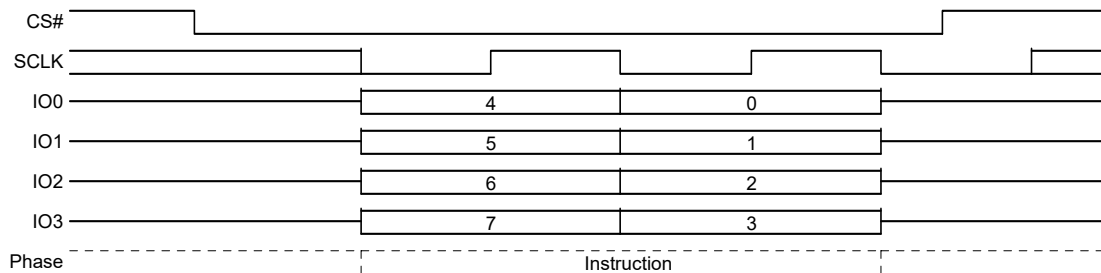 CS#
SCLK
IO0 4 0
IO1 5 1
IO2 6 2
IO3 7 3
Phase Instruction